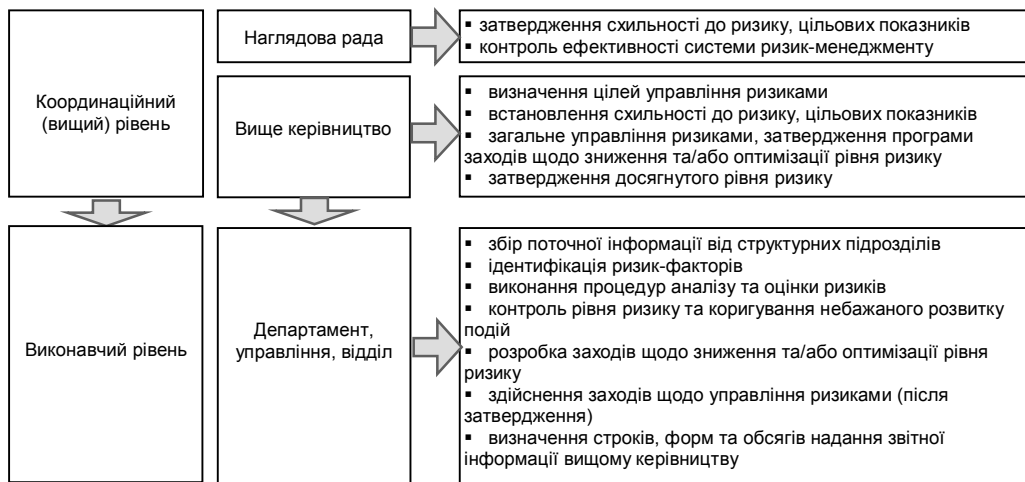 Координаційний
(вищий) рівень
Наглядова рада
▪ затвердження схильності до ризику, цільових показників
▪ контроль ефективності системи ризик-менеджменту
Вище керівництво
▪ визначення цілей управління ризиками
▪ встановлення схильності до ризику, цільових показників
▪ загальне управління ризиками, затвердження програми
заходів щодо зниження та/або оптимізації рівня ризику
▪ затвердження досягнутого рівня ризику
Виконавчий рівень
Департамент,
управління, відділ
▪ збір поточної інформації від структурних підрозділів
▪ ідентифікація ризик-факторів
▪ виконання процедур аналізу та оцінки ризиків
▪ контроль рівня ризику та коригування небажаного розвитку
подій
▪ розробка заходів щодо зниження та/або оптимізації рівня
ризику
▪ здійснення заходів щодо управління ризиками (після
затвердження)
▪ визначення строків, форм та обсягів надання звітної
інформації вищому керівництву